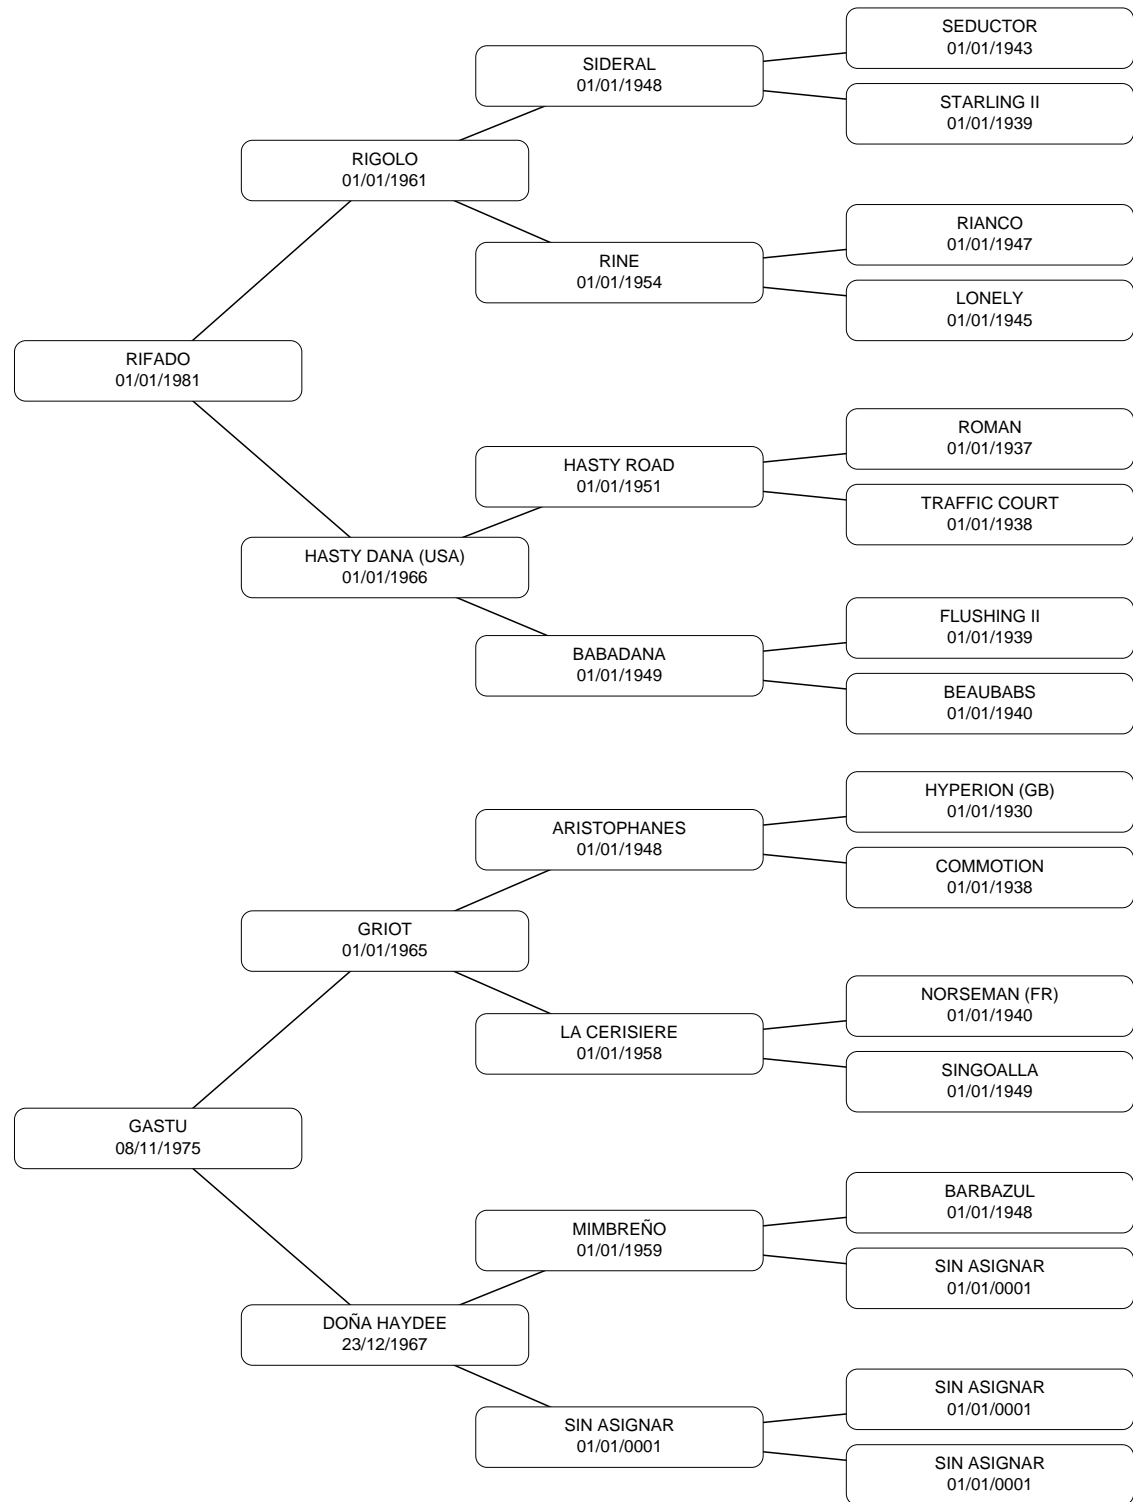 SEDUCTOR
01/01/1943
SIDERAL
01/01/1948
STARLING II
01/01/1939
RIGOLO
01/01/1961
RIANCO
01/01/1947
RINE
01/01/1954
LONELY
01/01/1945
RIFADO
01/01/1981
ROMAN
01/01/1937
HASTY ROAD
01/01/1951
TRAFFIC COURT
01/01/1938
HASTY DANA (USA)
01/01/1966
FLUSHING II
01/01/1939
BABADANA
01/01/1949
BEAUBABS
01/01/1940
HYPERION (GB)
01/01/1930
ARISTOPHANES
01/01/1948
COMMOTION
01/01/1938
GRIOT
01/01/1965
NORSEMAN (FR)
01/01/1940
LA CERISIERE
01/01/1958
SINGOALLA
01/01/1949
GASTU
08/11/1975
BARBAZUL
01/01/1948
MIMBREÑO
01/01/1959
SIN ASIGNAR
01/01/0001
DOÑA HAYDEE
23/12/1967
SIN ASIGNAR
01/01/0001
SIN ASIGNAR
01/01/0001
SIN ASIGNAR
01/01/0001